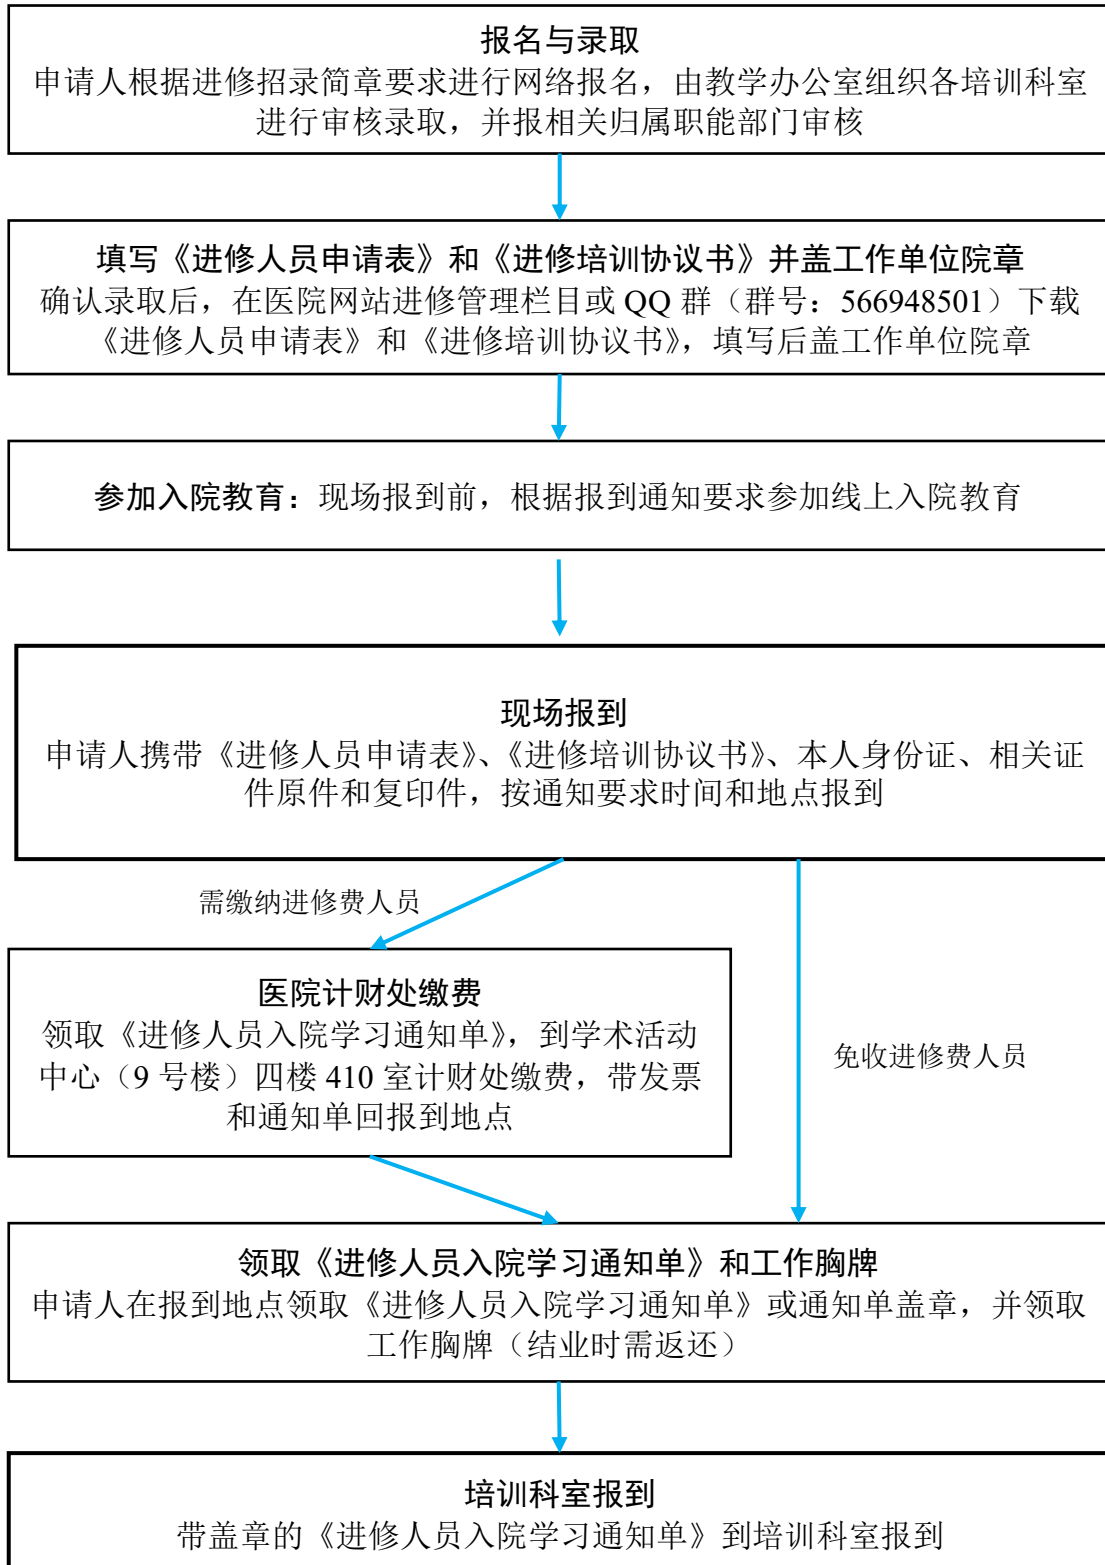 报名与录取
申请人根据进修招录简章要求进行网络报名，由教学办公室组织各培训科室
进行审核录取，并报相关归属职能部门审核
填写《进修人员申请表》和《进修培训协议书》并盖工作单位院章
确认录取后，在医院网站进修管理栏目或 QQ 群（群号：566948501）下载
《进修人员申请表》和《进修培训协议书》，填写后盖工作单位院章
参加入院教育：现场报到前，根据报到通知要求参加线上入院教育
现场报到
申请人携带《进修人员申请表》、《进修培训协议书》、本人身份证、相关证
件原件和复印件，按通知要求时间和地点报到
需缴纳进修费人员
医院计财处缴费
领取《进修人员入院学习通知单》，到学术活动
中心（9 号楼）四楼 410 室计财处缴费，带发票
和通知单回报到地点
免收进修费人员
领取《进修人员入院学习通知单》和工作胸牌
申请人在报到地点领取《进修人员入院学习通知单》或通知单盖章，并领取
工作胸牌（结业时需返还）
培训科室报到
带盖章的《进修人员入院学习通知单》到培训科室报到